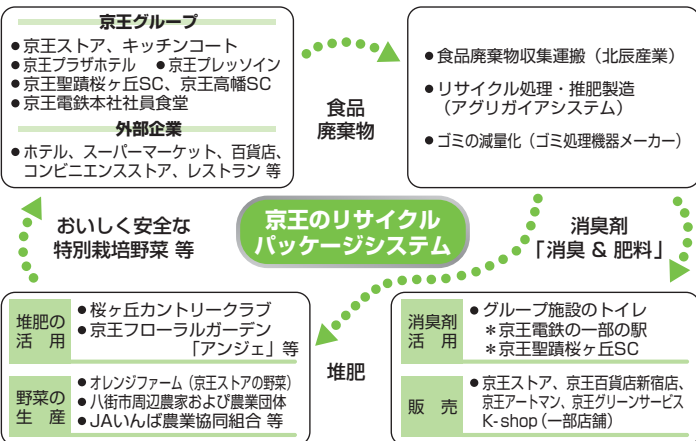 京王グループ
●京王ストア、キッチンコート
●京王プラザホテル ●京王プレッソイン
●京王聖蹟桜ヶ丘SC、京王高幡SC
●京王電鉄本社社員食堂
外部企業
●ホテル、スーパーマーケット、百貨店、
コンビニエンスストア、レストラン 等
食品
廃棄物
●食品廃棄物収集運搬（北辰産業）
●リサイクル処理・推肥製造
（アグリガイアシステム）
●ゴミの減量化（ゴミ処理機器メーカー）
おいしく安全な
特別栽培野菜 等
京王のリサイクル
パッケージシステム
消臭剤
「消臭 & 肥料」
堆肥の
活 用
●桜ヶ丘カントリークラブ
●京王フローラルガーデン
「アンジェ」等
野菜の
生 産
●オレンジファーム（京王ストアの野菜）
●八街市周辺農家および農業団体
●JAいんば農業協同組合 等
堆肥
消臭剤
活 用
●グループ施設のトイレ
＊京王電鉄の一部の駅
＊京王聖蹟桜ヶ丘SC
販 売
●京王ストア、京王百貨店新宿店、
京王アートマン、京王グリーンサービス
K-shop（一部店舗）